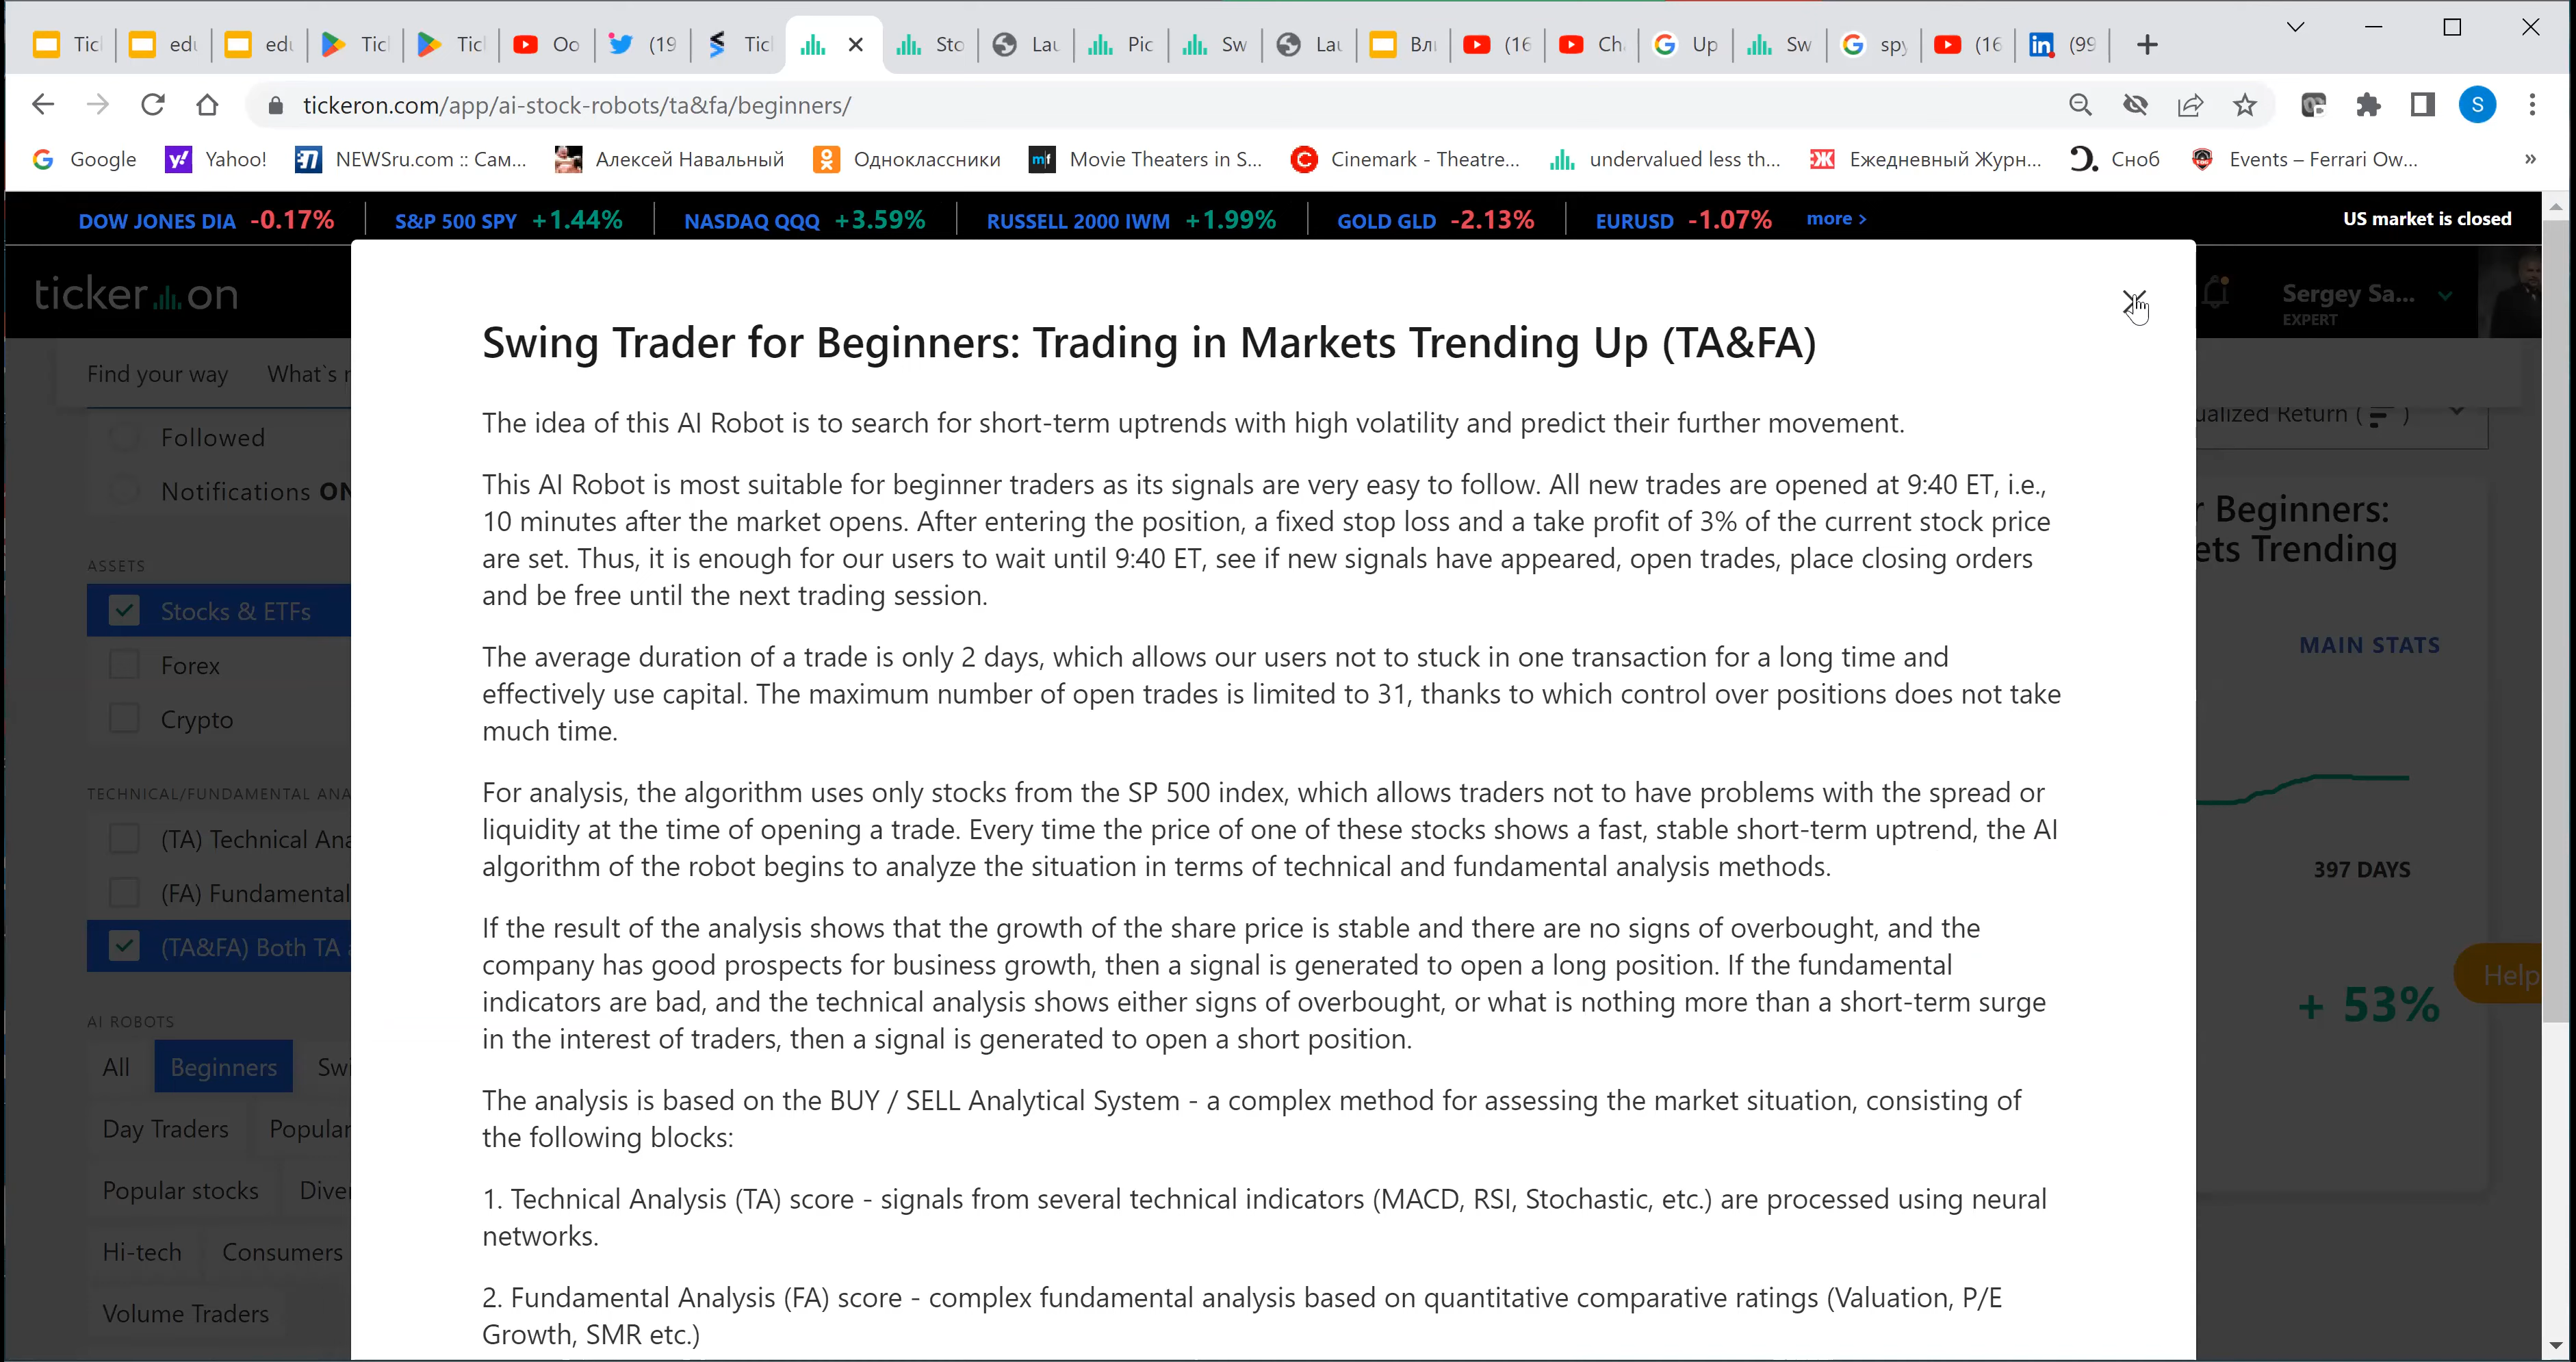 Tick
edu
edu
Tick
Tick
Oo
(19
Tick
Sto
Lau
Pic
Sw
Lau
Вли
(16
Ch
Up
Sw
spy
(16
(99
tickeron.com/app/ai-stock-robots/ta&fa/beginners/
S
Google
Yahoo!
NEWSru.com :: Сам...
Алексей Навальный
Одноклассники
Movie Theaters in S...
Cinemark - Theatre...
undervalued less th...
Ежедневный Журн...
Сноб
Events – Ferrari Ow...
»
DOW JONES DIA -0.17%
S&P 500 SPY +1.44%
NASDAQ QQQ +3.59%
RUSSELL 2000 IWM +1.99%
GOLD GLD -2.13%
EURUSD -1.07%
more >
US market is closed
tickeron
Sergey Sa...
EXPERT
Find your way
What`s
Followed
Notifications ON
ASSETS
Stocks & ETFs
Forex
Crypto
TECHNICAL/FUNDAMENTAL ANA
(TA) Technical Ana
(FA) Fundamental
(TA&FA) Both TA
AI ROBOTS
All
Beginners
Swi
Day Traders
Popular
Popular stocks
Diver
Hi-tech
Consumers
Volume Traders
Swing Trader for Beginners: Trading in Markets Trending Up (TA&FA)
The idea of this AI Robot is to search for short-term uptrends with high volatility and predict their further movement.
This AI Robot is most suitable for beginner traders as its signals are very easy to follow. All new trades are opened at 9:40 ET, i.e.,
10 minutes after the market opens. After entering the position, a fixed stop loss and a take profit of 3% of the current stock price
are set. Thus, it is enough for our users to wait until 9:40 ET, see if new signals have appeared, open trades, place closing orders
and be free until the next trading session.
The average duration of a trade is only 2 days, which allows our users not to stuck in one transaction for a long time and
effectively use capital. The maximum number of open trades is limited to 31, thanks to which control over positions does not take
much time.
For analysis, the algorithm uses only stocks from the SP 500 index, which allows traders not to have problems with the spread or
liquidity at the time of opening a trade. Every time the price of one of these stocks shows a fast, stable short-term uptrend, the AI
algorithm of the robot begins to analyze the situation in terms of technical and fundamental analysis methods.
If the result of the analysis shows that the growth of the share price is stable and there are no signs of overbought, and the
company has good prospects for business growth, then a signal is generated to open a long position. If the fundamental
indicators are bad, and the technical analysis shows either signs of overbought, or what is nothing more than a short-term surge
in the interest of traders, then a signal is generated to open a short position.
The analysis is based on the BUY / SELL Analytical System - a complex method for assessing the market situation, consisting of
the following blocks:
1. Technical Analysis (TA) score - signals from several technical indicators (MACD, RSI, Stochastic, etc.) are processed using neural
networks.
2. Fundamental Analysis (FA) score - complex fundamental analysis based on quantitative comparative ratings (Valuation, P/E
Growth, SMR etc.)
ualized Return (
Beginners:
ets Trending
MAIN STATS
397 DAYS
+ 53%
Help